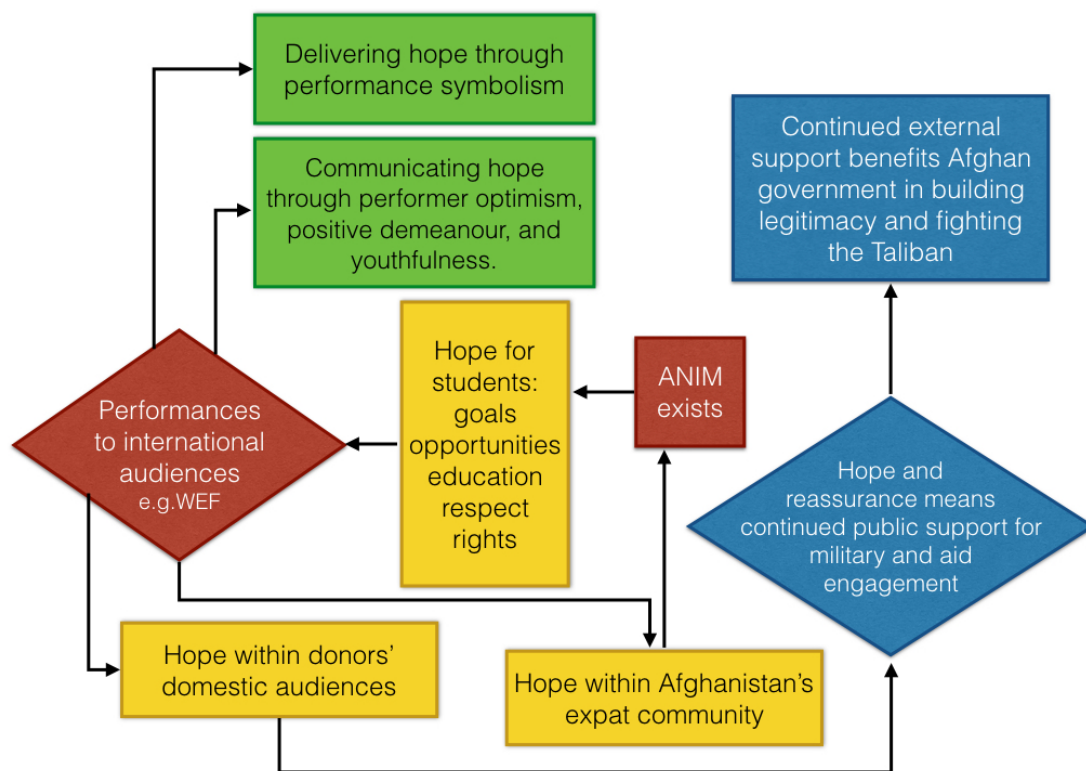 Delivering hope through
performance symbolism
Communicating hope
through performer optimism,
positive demeanour, and
youthfulness.
Continued external
support benefits Afghan
government in building
legitimacy and fighting
the Taliban
Performances
to international
audiences
e.g.WEF
Hope for
students:
goals
opportunities
education
respect
rights
ANIM
exists
Hope and
reassurance means
continued public support for
military and aid
engagement
Hope within donors’
domestic audiences
Hope within Afghanistan’s
expat community